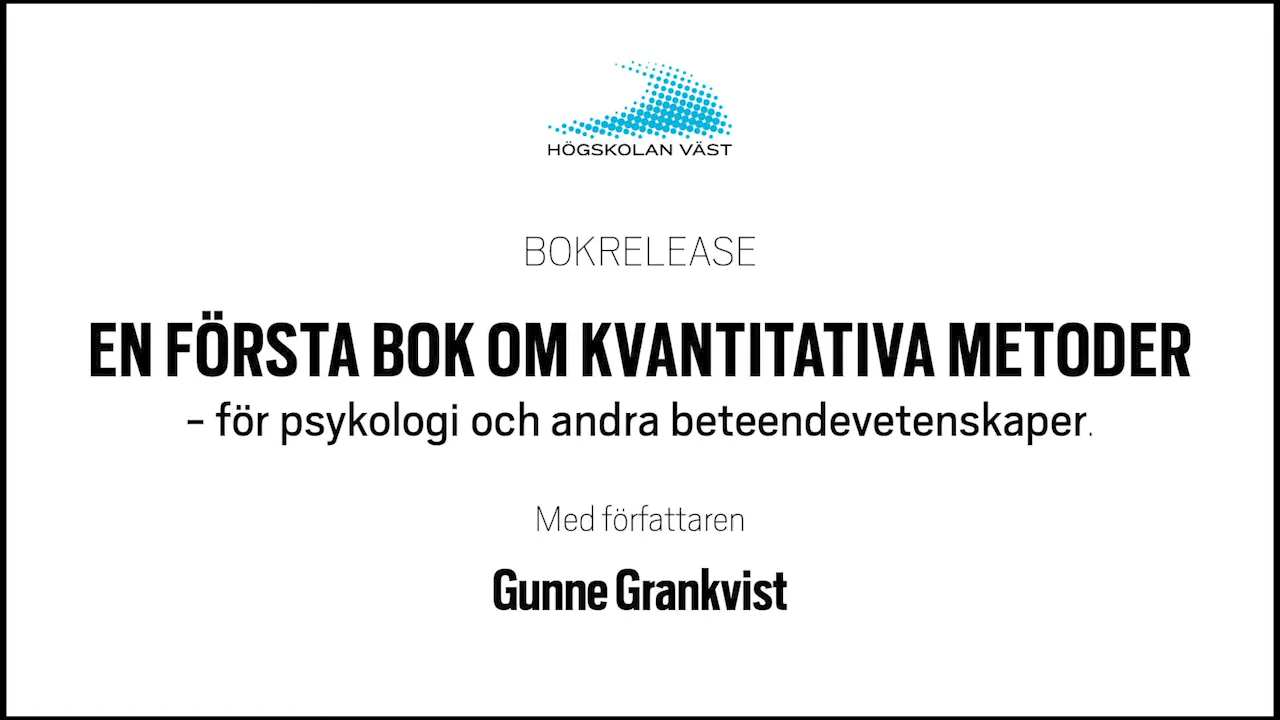 HÖGSKOLAN VÄST
BOKRELEASE
EN FÖRSTA BOK OM KVANTITATIVA METODER
– för psykologi och andra beteendevetenskaper.
Med författaren
Gunne Grankvist